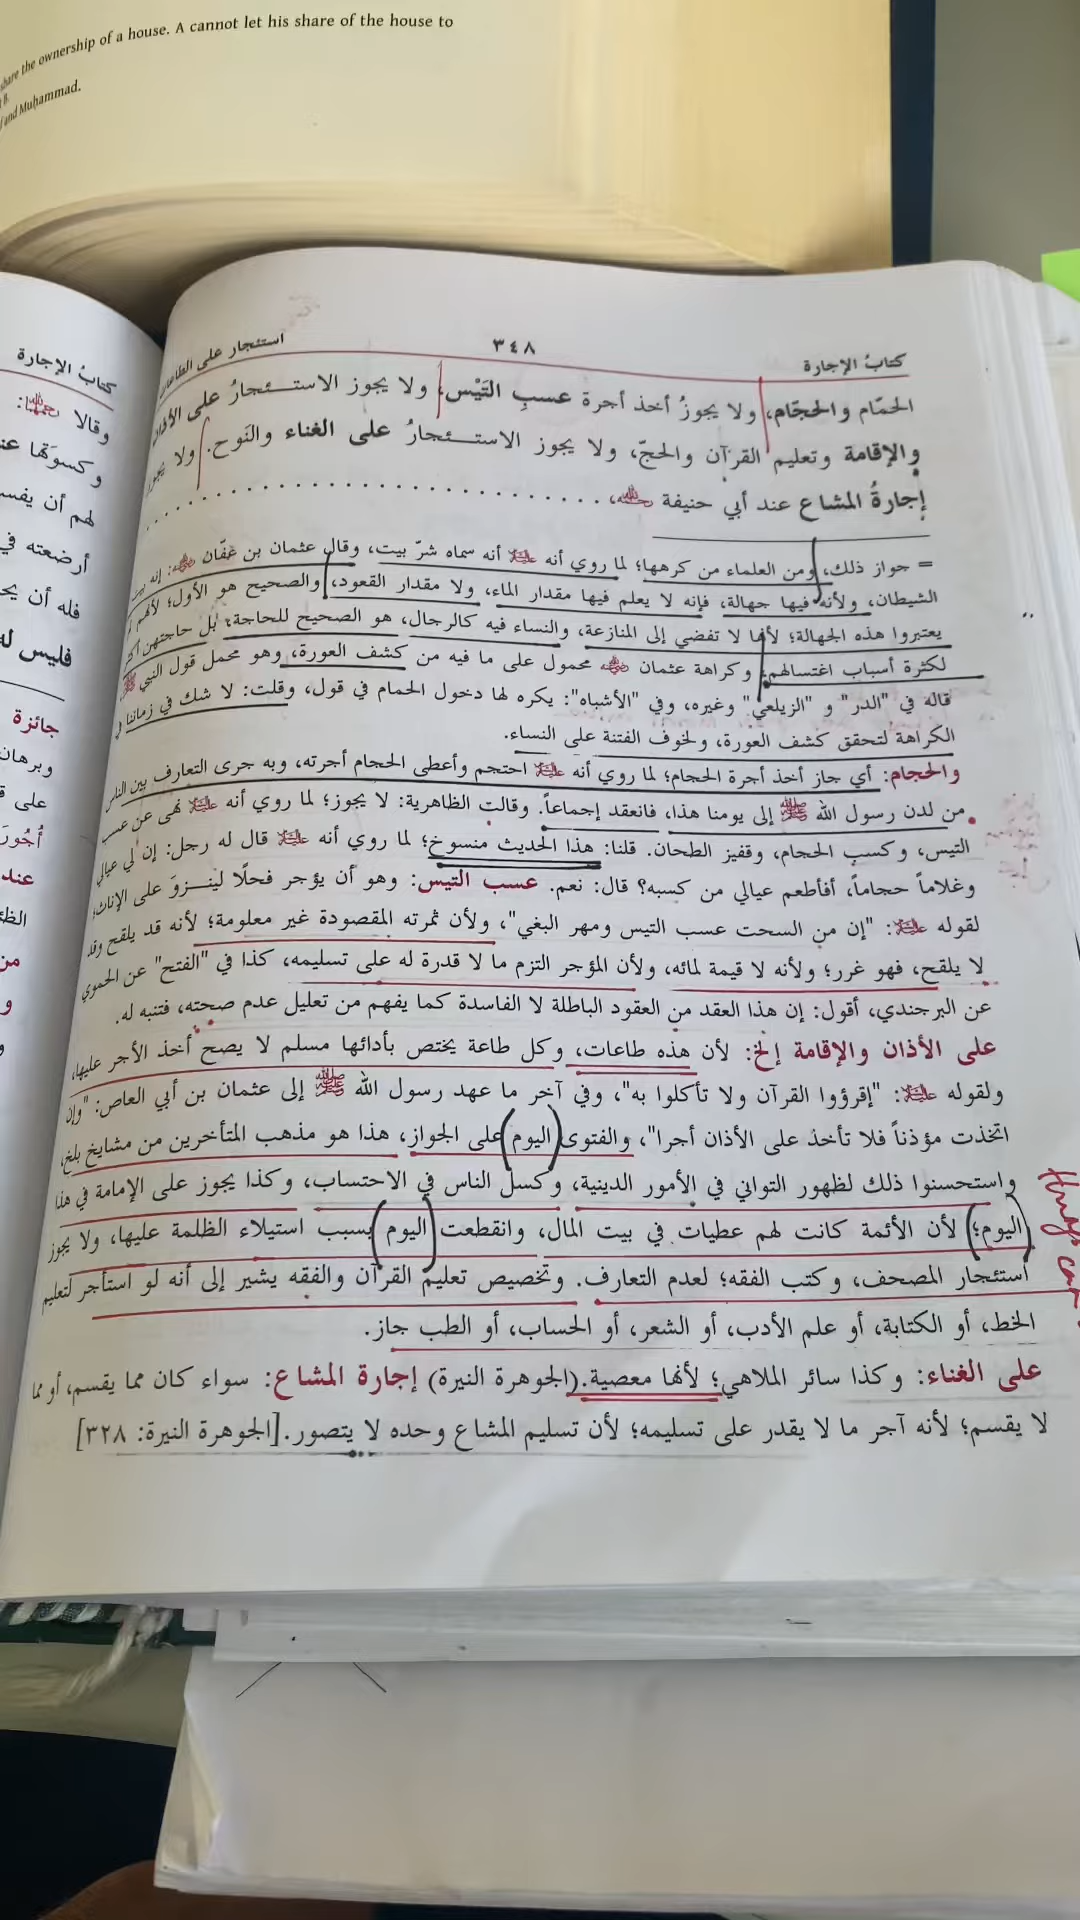 share the ownership of a house. A cannot let his share of the house to
B.
and Muḥammad.
كتابُ الإجارة
وقالا رحمهما الله:
وكسوتها
لهم أن يفس
أرضعته في
فله أن
فليس له
جائزة
وبرهان
على
أُجُورَ
عند
من
و
كتابُ الإجارة ٣٤٨ استئجار على الطاعات
الحمّام والحجّام، ولا يجوزُ أخذ أجرة عسبِ التَيْس، ولا يجوز الاستئجارُ على الأذان
والإقامة وتعليم القرآن والحجّ، ولا يجوز الاستئجارُ على الغناء والنَوح. ولا يجوز
إجارةُ المشاع عند أبي حنيفة رحمه الله،
= جواز ذلك، ومن العلماء من كرهها؛ لما روي أنه ﷺ أنه سماه شرّ بيت، وقال عثمان بن عَفّان رضي الله عنه: إنه بيت
الشيطان، ولأنه فيها جهالة، فإنه لا يعلم فيها مقدار الماء، ولا مقدار القعود، والصحيح هو الأول؛ لأنهم
يعتبروا هذه الجهالة؛ لأنها لا تفضي إلى المنازعة، والنساء فيه كالرجال، هو الصحيح للحاجة؛ بل حاجتهن أكثر
لكثرة أسباب اغتسالهم، وكراهة عثمان رضي الله عنه محمول على ما فيه من كشف العورة، وهو محمل قول النبي ﷺ
قاله في "الدر" و "الزيلعي" وغيره، وفي "الأشباه": يكره لها دخول الحمام في قول، وقلت: لا شك في زماننا في
الكراهة لتحقق كشف العورة، ولخوف الفتنة على النساء.
والحجام: أي جاز أخذ أجرة الحجام؛ لما روي أنه ﷺ احتجم وأعطى الحجام أجرته، وبه جرى التعارف بين الناس
من لدن رسول الله ﷺ إلى يومنا هذا، فانعقد إجماعاً. وقالت الظاهرية: لا يجوز؛ لما روي أنه ﷺ نهى عن عسب
التيس، وكسب الحجام، وقفيز الطحان. قلنا: هذا الحديث منسوخ؛ لما روي أنه ﷺ قال له رجل: إن لي عيالي
وغلاماً حجاماً، أفأطعم عيالي من كسبه؟ قال: نعم. عسب التيس: وهو أن يؤجر فحلًا لينـزوَ على الإناث؛
لقوله ﷺ: "إن من السحت عسب التيس ومهر البغي"، ولأن ثمرته المقصودة غير معلومة؛ لأنه قد يلقح وقد
لا يلقح، فهو غرر؛ ولأنه لا قيمة لمائه، ولأن المؤجر التزم ما لا قدرة له على تسليمه، كذا في "الفتح" عن الحموي
عن البرجندي، أقول: إن هذا العقد من العقود الباطلة لا الفاسدة كما يفهم من تعليل عدم صحته، فتنبه له.
على الأذان والإقامة إلخ: لأن هذه طاعات، وكل طاعة يختص بأدائها مسلم لا يصح أخذ الأجر عليها،
ولقوله ﷺ: "إقرؤوا القرآن ولا تأكلوا به"، وفي آخر ما عهد رسول الله ﷺ إلى عثمان بن أبي العاص: "وإن
اتخذت مؤذناً فلا تأخذ على الأذان أجرا"، والفتوى (اليوم) على الجواز، هذا هو مذهب المتأخرين من مشايخ بلخ،
واستحسنوا ذلك لظهور التواني في الأمور الدينية، وكسل الناس في الاحتساب، وكذا يجوز على الإمامة في هذا
(اليوم؛) لأن الأئمة كانت لهم عطيات في بيت المال، وانقطعت (اليوم) بسبب استيلاء الظلمة عليها، ولا يجوز
استئجار المصحف، وكتب الفقه؛ لعدم التعارف. وتخصيص تعليم القرآن والفقه يشير إلى أنه لو استأجر لتعليم
الخط، أو الكتابة، أو علم الأدب، أو الشعر، أو الحساب، أو الطب جاز.
على الغناء: وكذا سائر الملاهي؛ لأنها معصية.(الجوهرة النيرة) إجارة المشاع: سواء كان مما يقسم، أو مما
لا يقسم؛ لأنه آجر ما لا يقدر على تسليمه؛ لأن تسليم المشاع وحده لا يتصور.[الجوهرة النيرة: ٣٢٨]